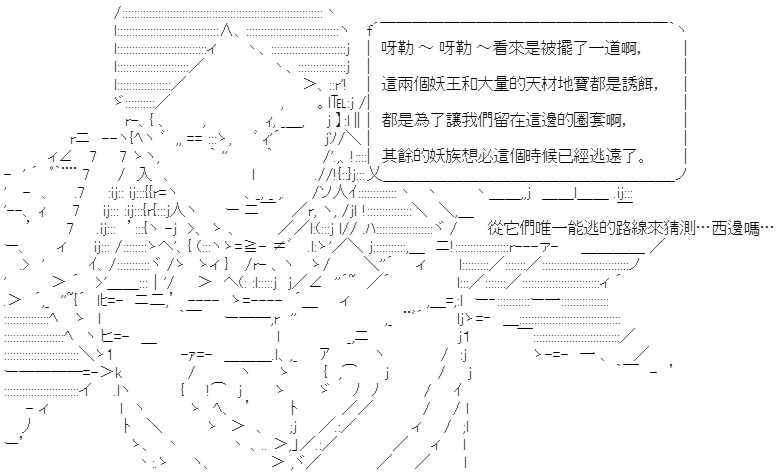 呀勒 ～ 呀勒 ～看來是被擺了一道啊，
這兩個妖王和大量的天材地寶都是誘餌，
都是為了讓我們留在這邊的圈套啊，
其餘的妖族想必這個時候已經逃遠了。
從它們唯一能逃的路線來猜測…西邊嗎…